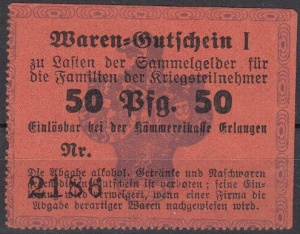 Waren-Gutschein I
zu Lasten der Sammelgelder für
die Familien der Kriegsteilnehmer
50 Pfg. 50
Einlösbar bei der Kämmereikasse Erlangen
Nr.
Die Abgabe alkohol. Getränke und Naschwaren
diesen Gutschein ist verboten; seine Ein-
wird verweigert, wenn einer Firma die
Abgabe derartiger Waren nachgewiesen wird.
2186